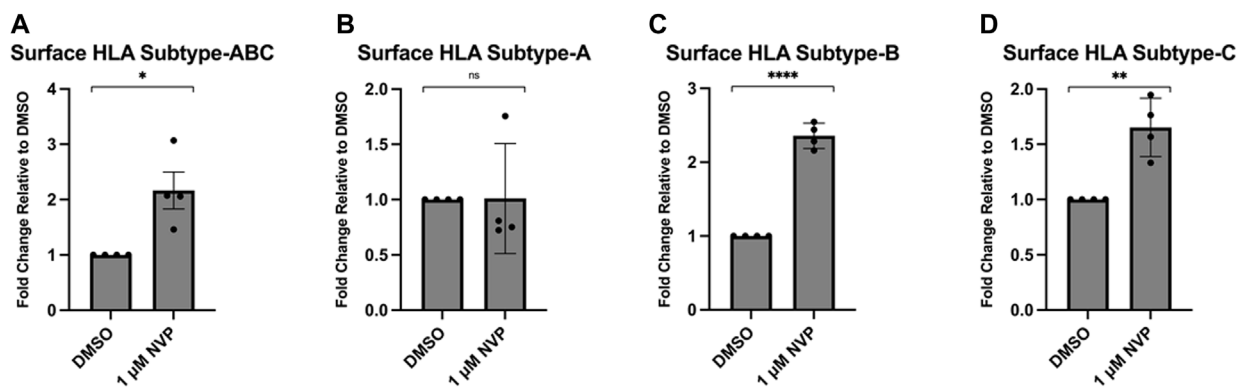 A
Surface HLA Subtype-ABC
*
Fold Change Relative to DMSO
4
3
2
1
0
DMSO
1 µM NVP
B
Surface HLA Subtype-A
ns
Fold Change Relative to DMSO
2.0
1.5
1.0
0.5
0.0
DMSO
1 µM NVP
C
Surface HLA Subtype-B
****
Fold Change Relative to DMSO
3
2
1
0
DMSO
1 µM NVP
D
Surface HLA Subtype-C
**
Fold Change Relative to DMSO
2.0
1.5
1.0
0.5
0.0
DMSO
1 µM NVP